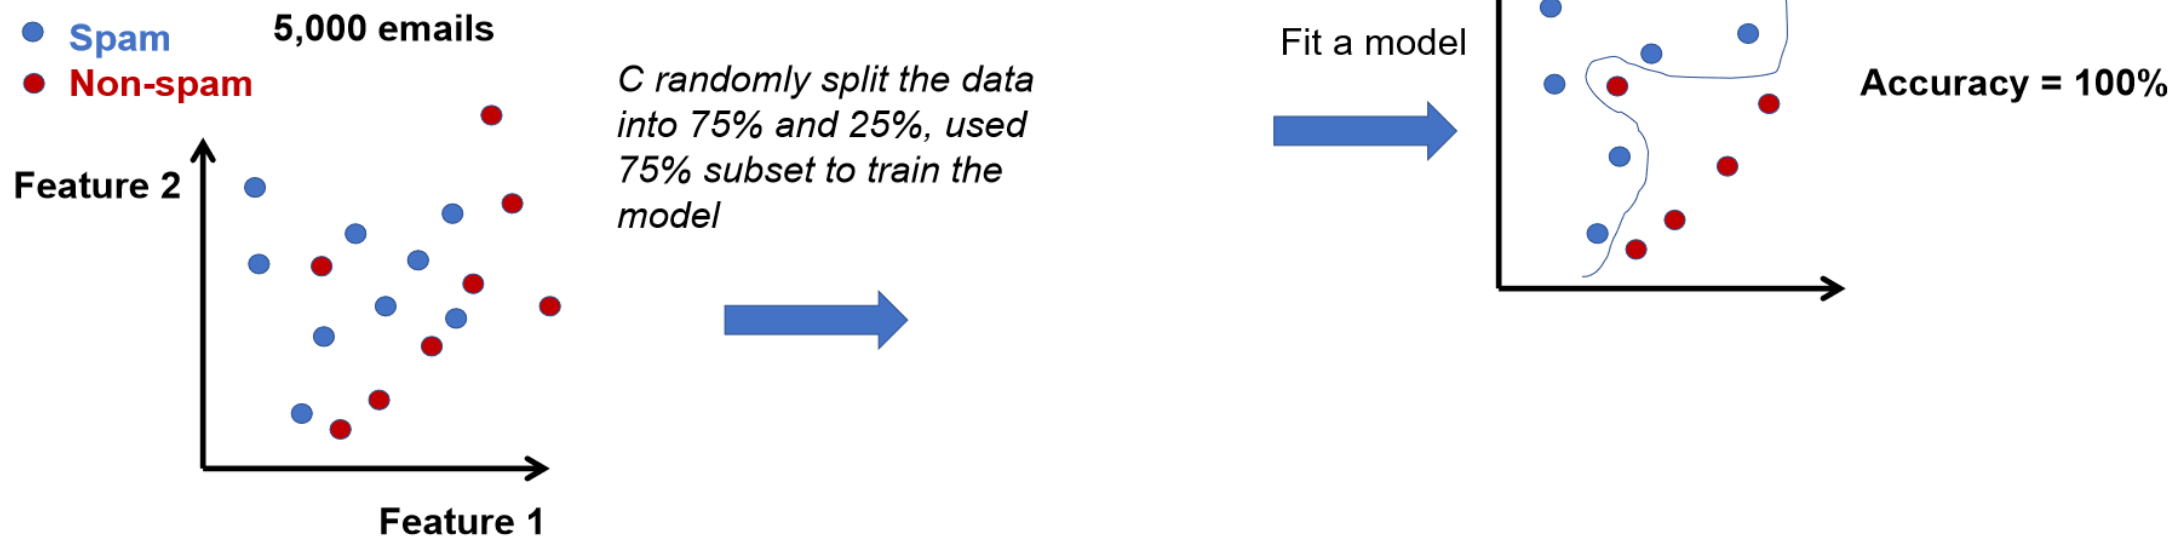 Spam
Non-spam
5,000 emails
Feature 2
Feature 1
C randomly split the data
into 75% and 25%, used
75% subset to train the
model
Fit a model
Accuracy = 100%